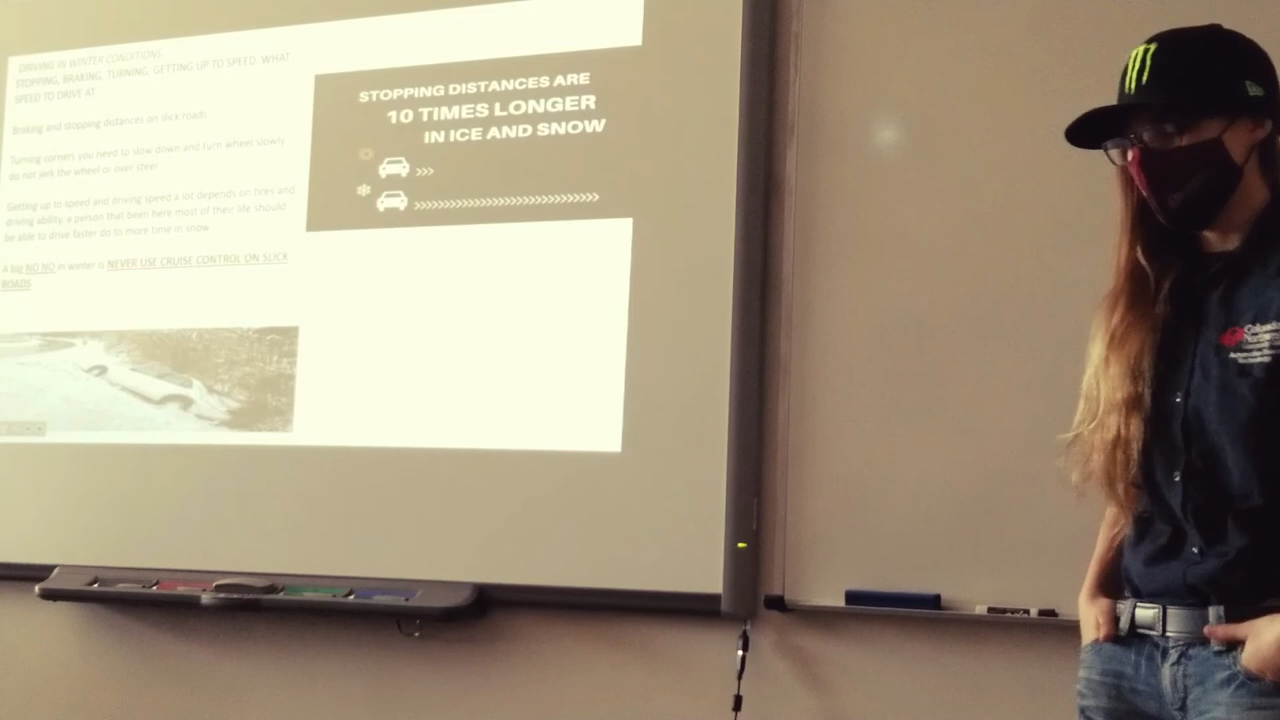 DRIVING IN WINTER CONDITIONS.
STOPPING, BRAKING, TURNING, GETTING UP TO SPEED. WHAT
SPEED TO DRIVE AT
Braking and stopping distances on slick roads
Turning corners you need to slow down and turn wheel slowly
do not jerk the wheel or over steer
Getting up to speed and driving speed a lot depends on tires and
driving ability, a person that been here most of their life should
be able to drive faster do to more time in snow
A big NO NO in winter is NEVER USE CRUISE CONTROL ON SLICK
ROADS
STOPPING DISTANCES ARE
10 TIMES LONGER
IN ICE AND SNOW